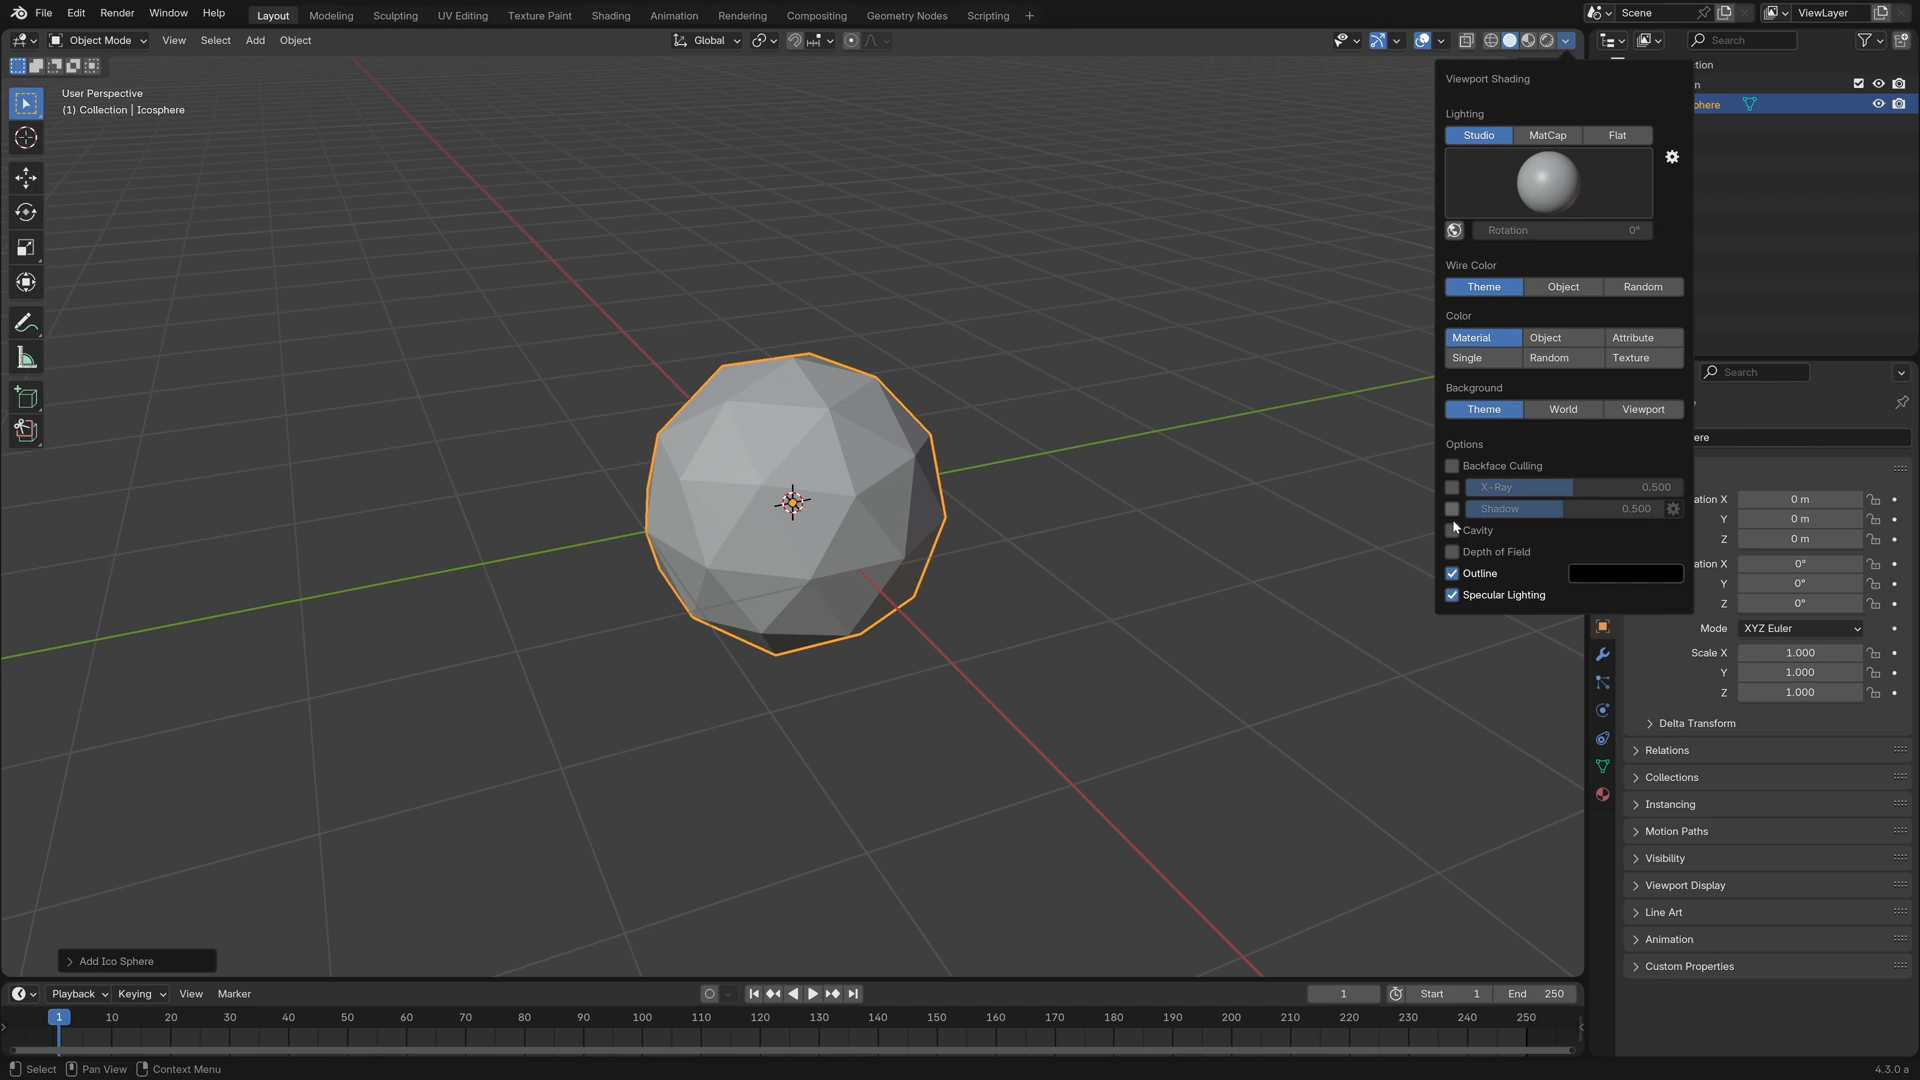 File Edit Render Window Help Layout Modeling Sculpting UV Editing Texture Paint Shading Animation Rendering Compositing Geometry Nodes Scripting + Scene ViewLayer
Object Mode View Select Add Object Global Search
User Perspective
(1) Collection | Icosphere
Viewport Shading
Lighting
Studio MatCap Flat
Rotation 0°
Wire Color
Theme Object Random
Color
Material Object Attribute
Single Random Texture
Background
Theme World Viewport
Options
Backface Culling
X-Ray 0.500
Shadow 0.500
Cavity
Depth of Field
Outline
Specular Lighting
tion
n
phere
Search
ere
ation X 0 m
Y 0 m
Z 0 m
ation X 0°
Y 0°
Z 0°
Mode XYZ Euler
Scale X 1.000
Y 1.000
Z 1.000
Delta Transform
Relations
Collections
Instancing
Motion Paths
Visibility
Viewport Display
Line Art
Animation
Custom Properties
Add Ico Sphere
Playback Keying View Marker 1 Start 1 End 250
1 10 20 30 40 50 60 70 80 90 100 110 120 130 140 150 160 170 180 190 200 210 220 230 240 250
Select Pan View Context Menu 4.3.0 a